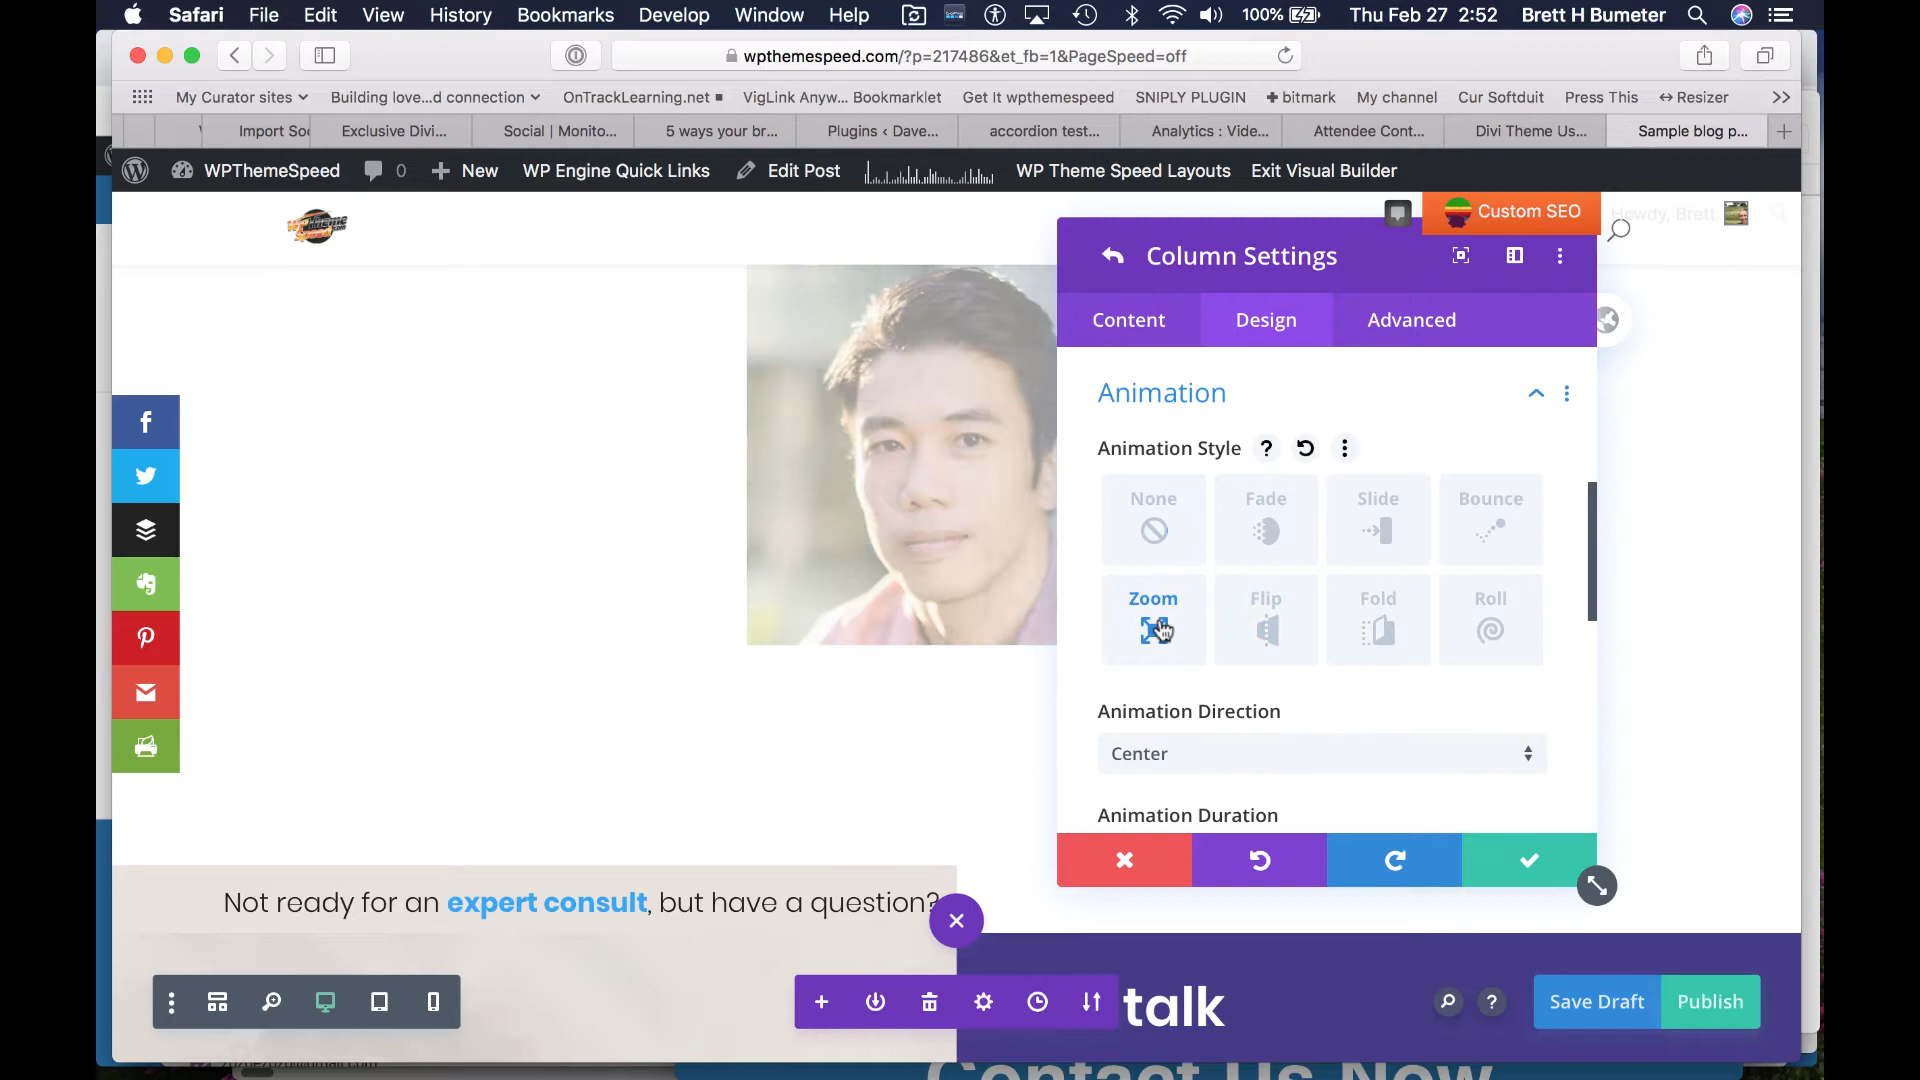 Safari File Edit View History Bookmarks Develop Window Help 100% Thu Feb 27 2:52 Brett H Bumeter
wpthemespeed.com/?p=217486&et_fb=1&PageSpeed=off
My Curator sites Building love...d connection OnTrackLearning.net VigLink Anyw... Bookmarklet Get It wpthemespeed SNIPLY PLUGIN bitmark My channel Cur Softduit Press This Resizer >>
Import Soc Exclusive Divi... Social | Monito... 5 ways your br... Plugins ‹ Dave... accordion test... Analytics : Vide... Attendee Cont... Divi Theme Us... Sample blog p...
WPThemeSpeed 0 New WP Engine Quick Links Edit Post WP Theme Speed Layouts Exit Visual Builder
Custom SEO Howdy, Brett
Column Settings
Content Design Advanced
Animation
Animation Style ?
None Fade Slide Bounce
Zoom Flip Fold Roll
Animation Direction
Center
Animation Duration
Not ready for an expert consult, but have a question?
talk
? Save Draft Publish
Contact Us Now